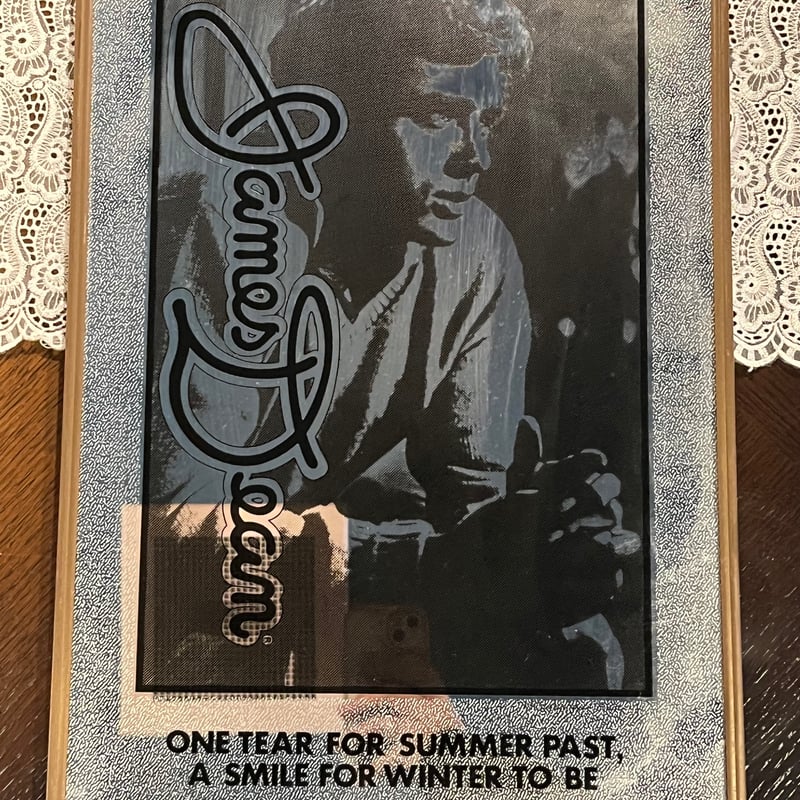 James Dean
ONE TEAR FOR SUMMER PAST,
A SMILE FOR WINTER TO BE